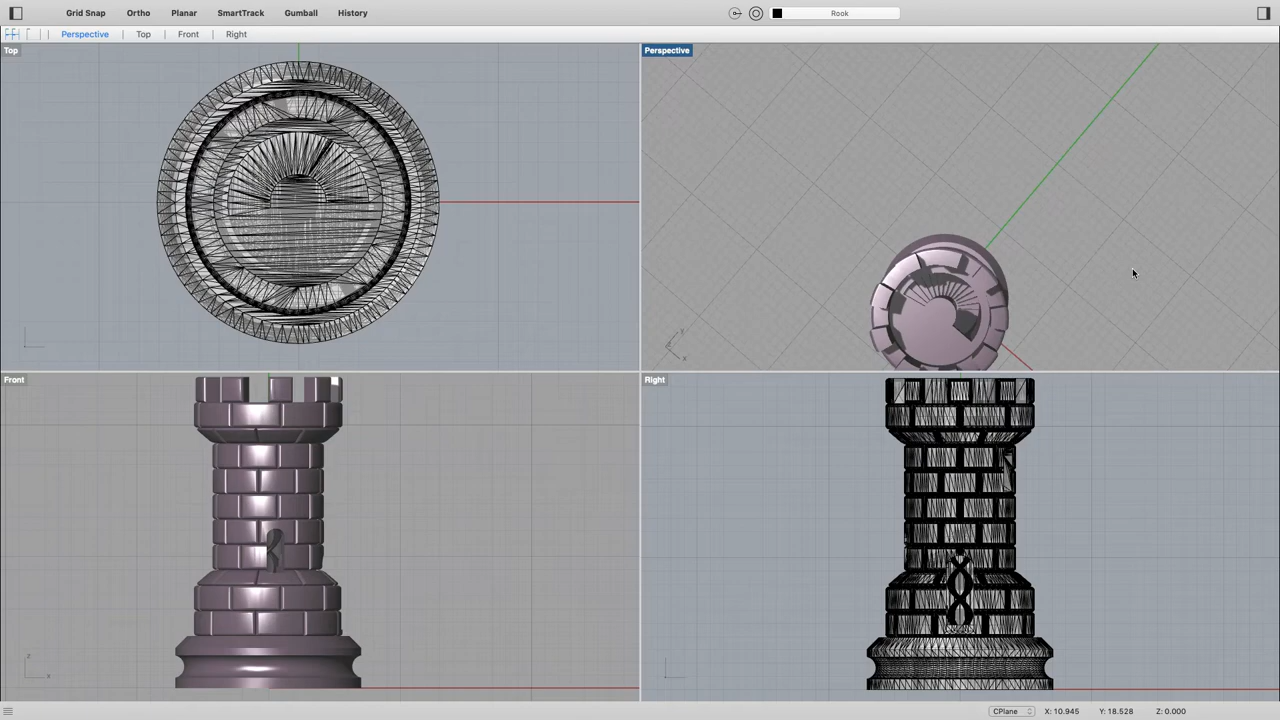 Grid Snap Ortho Planar SmartTrack Gumball History Rook
Perspective Top Front Right
Top
Perspective
y
z
x
Front
z
x
Right
CPlane X: 10.945 Y: 18.528 Z: 0.000